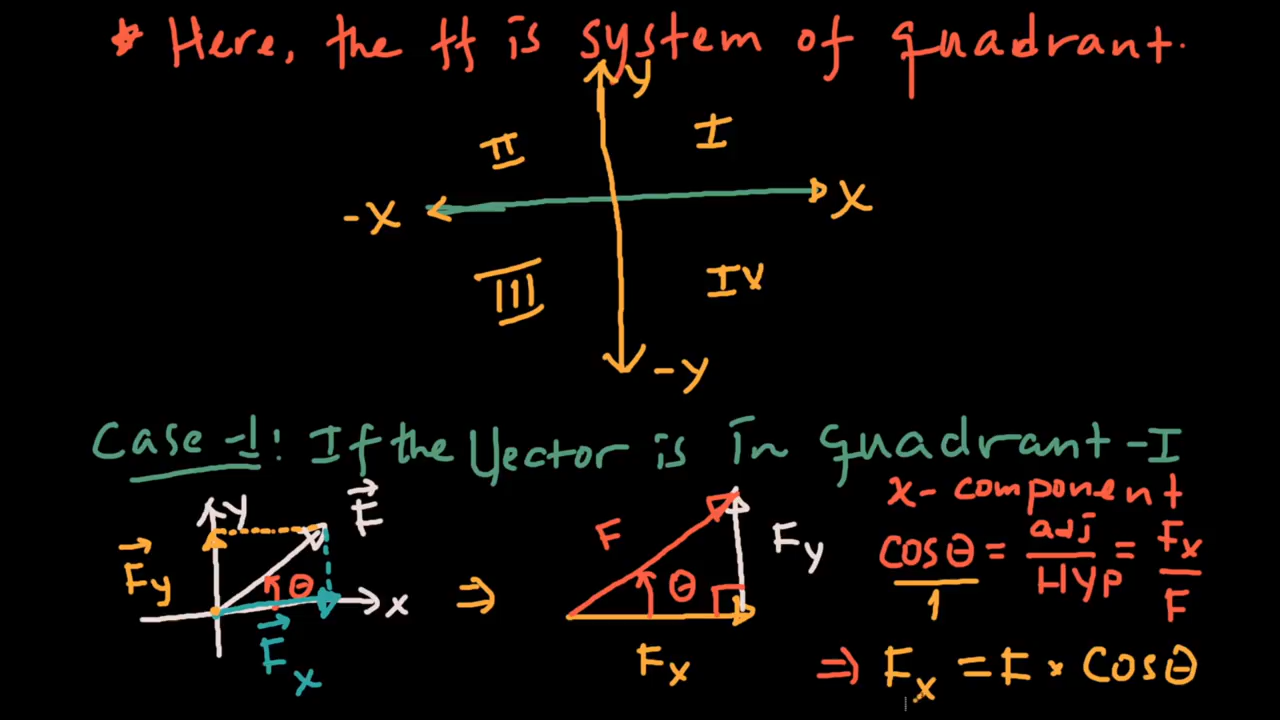 * Here, the ff is system of quadrant.
y
II I
-X X
III IV
-y
Case -1: If the Vector is in quadrant -I
y F
Fy
θ
x
Fx
⇒
F
θ
Fy
Fx
x-component
cosθ/1 = adj/HYP = Fx/F
⇒ Fx = F * cosθ